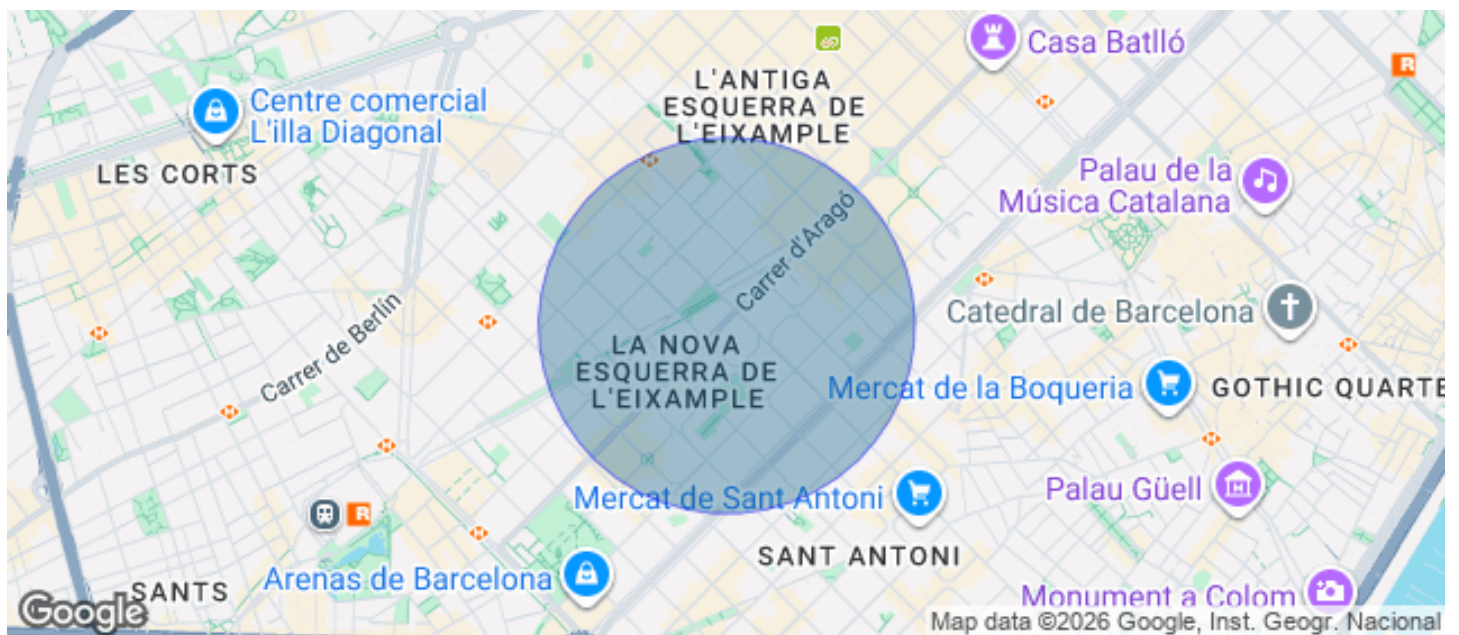 Casa Batlló
R
L'ANTIGA
ESQUERRA DE
L'EIXAMPLE
Centre comercial
L'illa Diagonal
LES CORTS
Palau de la
Música Catalana
Carrer d'Aragó
Catedral de Barcelona
Carrer de Berlín
LA NOVA
ESQUERRA DE
L'EIXAMPLE
Mercat de la Boqueria
GOTHIC QUARTE
Mercat de Sant Antoni
Palau Güell
R
SANT ANTONI
Arenas de Barcelona
SANTS
Monument a Colom
Google
Map data ©2026 Google, Inst. Geogr. Nacional